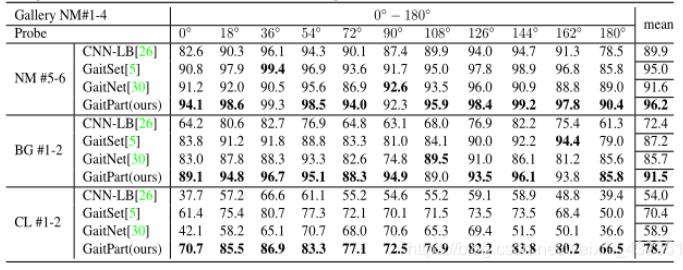 Gallery NM#1-4 0° − 180° mean
Probe 0° 18° 36° 54° 72° 90° 108° 126° 144° 162° 180°
NM #5-6 CNN-LB[26] 82.6 90.3 96.1 94.3 90.1 87.4 89.9 94.0 94.7 91.3 78.5 89.9
GaitSet[5] 90.8 97.9 99.4 96.9 93.6 91.7 95.0 97.8 98.9 96.8 85.8 95.0
GaitNet[30] 91.2 92.0 90.5 95.6 86.9 92.6 93.5 96.0 90.9 88.8 89.0 91.6
GaitPart(ours) 94.1 98.6 99.3 98.5 94.0 92.3 95.9 98.4 99.2 97.8 90.4 96.2
BG #1-2 CNN-LB[26] 64.2 80.6 82.7 76.9 64.8 63.1 68.0 76.9 82.2 75.4 61.3 72.4
GaitSet[5] 83.8 91.2 91.8 88.8 83.3 81.0 84.1 90.0 92.2 94.4 79.0 87.2
GaitNet[30] 83.0 87.8 88.3 93.3 82.6 74.8 89.5 91.0 86.1 81.2 85.6 85.7
GaitPart(ours) 89.1 94.8 96.7 95.1 88.3 94.9 89.0 93.5 96.1 93.8 85.8 91.5
CL #1-2 CNN-LB[26] 37.7 57.2 66.6 61.1 55.2 54.6 55.2 59.1 58.9 48.8 39.4 54.0
GaitSet[5] 61.4 75.4 80.7 77.3 72.1 70.1 71.5 73.5 73.5 68.4 50.0 70.4
GaitNet[30] 42.1 58.2 65.1 70.7 68.0 70.6 65.3 69.4 51.5 50.1 36.6 58.9
GaitPart(ours) 70.7 85.5 86.9 83.3 77.1 72.5 76.9 82.2 83.8 80.2 66.5 78.7